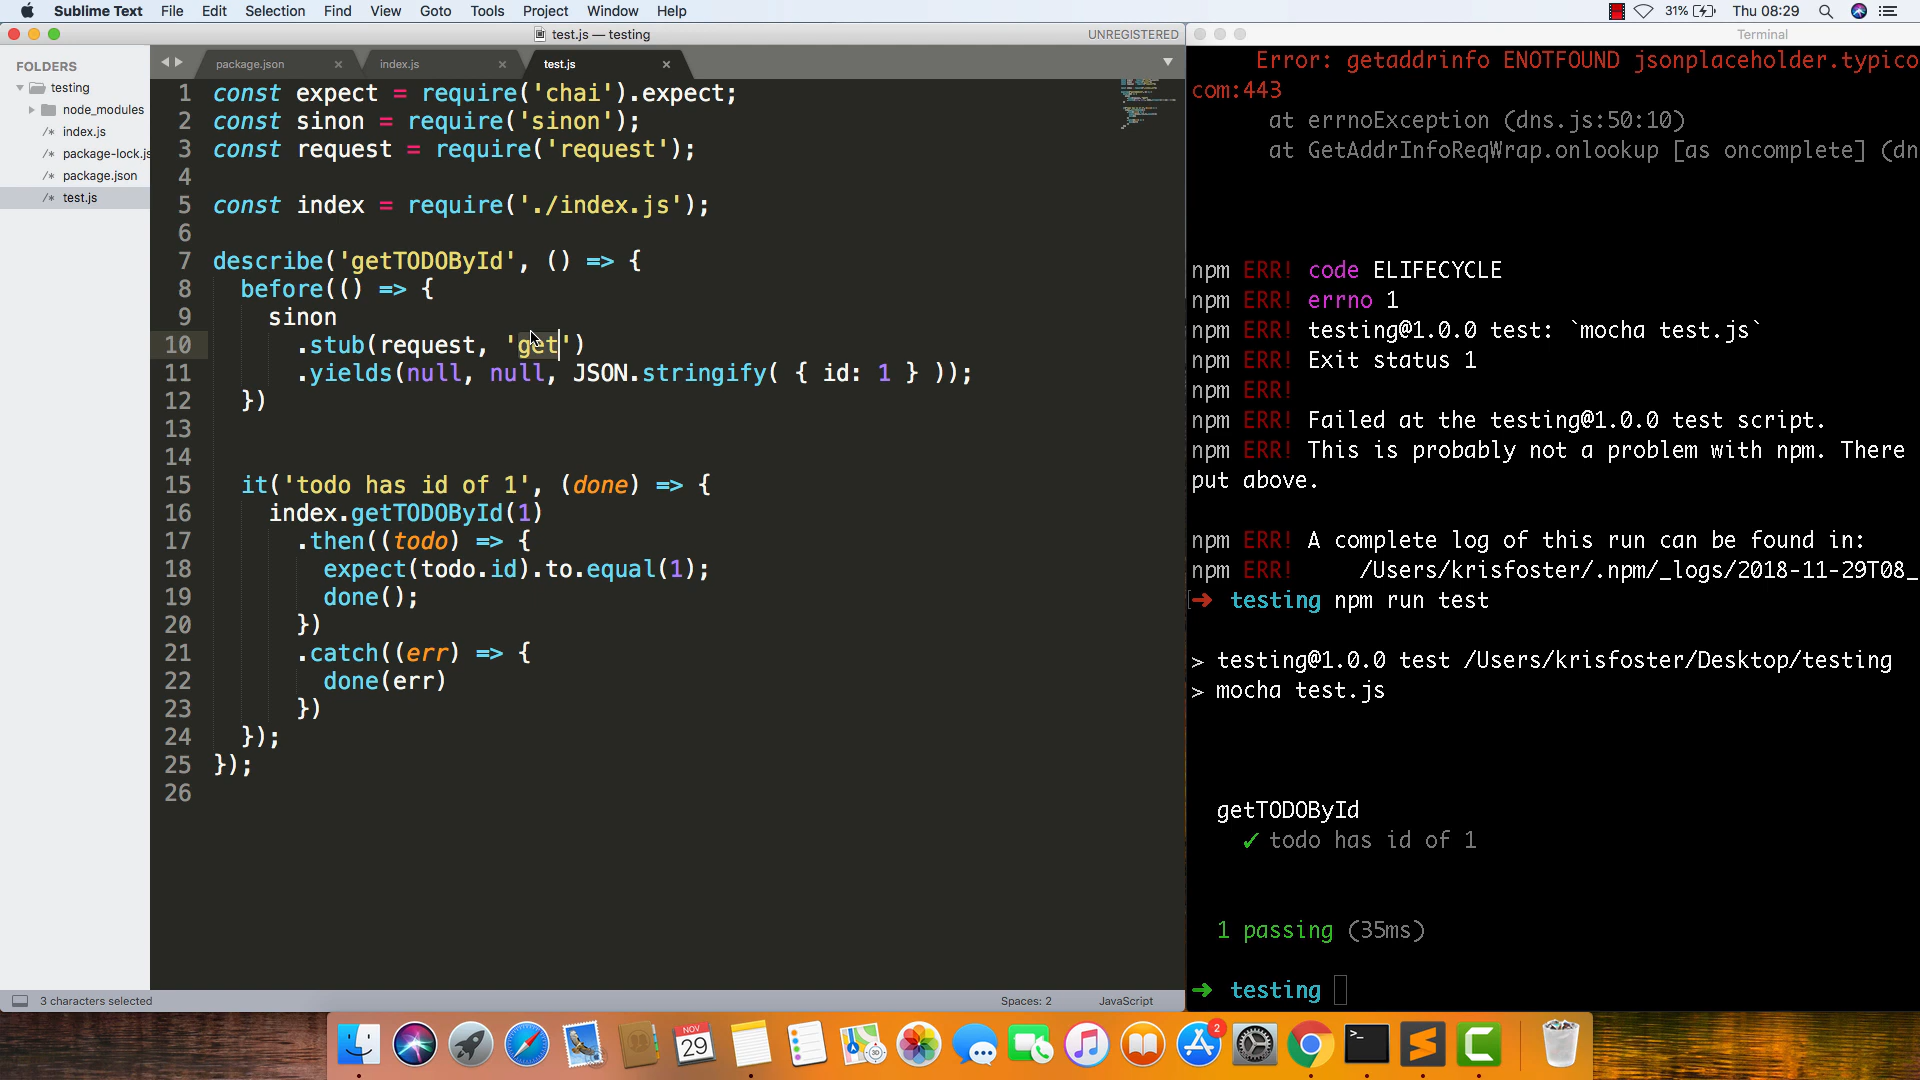 Sublime Text File Edit Selection Find View Goto Tools Project Window Help 31% Thu 08:29
test.js — testing UNREGISTERED
Terminal
FOLDERS
testing
node_modules
index.js
package-lock.js
package.json
test.js
package.json index.js test.js
1 const expect = require('chai').expect;
2 const sinon = require('sinon');
3 const request = require('request');
4
5 const index = require('./index.js');
6
7 describe('getTODOById', () => {
8 before(() => {
9 sinon
10 .stub(request, 'get')
11 .yields(null, null, JSON.stringify( { id: 1 } ));
12 })
13
14
15 it('todo has id of 1', (done) => {
16 index.getTODOById(1)
17 .then((todo) => {
18 expect(todo.id).to.equal(1);
19 done();
20 })
21 .catch((err) => {
22 done(err)
23 })
24 });
25 });
26
3 characters selected Spaces: 2 JavaScript
Error: getaddrinfo ENOTFOUND jsonplaceholder.typico
com:443
at errnoException (dns.js:50:10)
at GetAddrInfoReqWrap.onlookup [as oncomplete] (dn
npm ERR! code ELIFECYCLE
npm ERR! errno 1
npm ERR! testing@1.0.0 test: `mocha test.js`
npm ERR! Exit status 1
npm ERR!
npm ERR! Failed at the testing@1.0.0 test script.
npm ERR! This is probably not a problem with npm. There
put above.
npm ERR! A complete log of this run can be found in:
npm ERR! /Users/krisfoster/.npm/_logs/2018-11-29T08_
➜ testing npm run test
> testing@1.0.0 test /Users/krisfoster/Desktop/testing
> mocha test.js
getTODOById
✓ todo has id of 1
1 passing (35ms)
➜ testing
NOV
29
3D
2